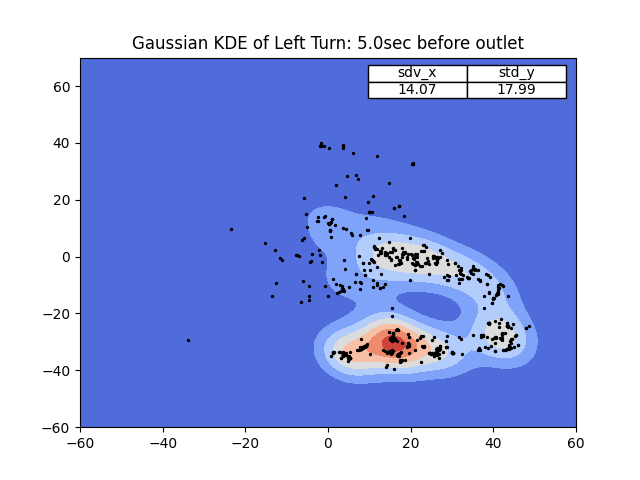 Gaussian KDE of Left Turn: 5.0sec before outlet
sdv_x std_y
14.07 17.99
60
40
20
0
−20
−40
−60
−60 −40 −20 0 20 40 60